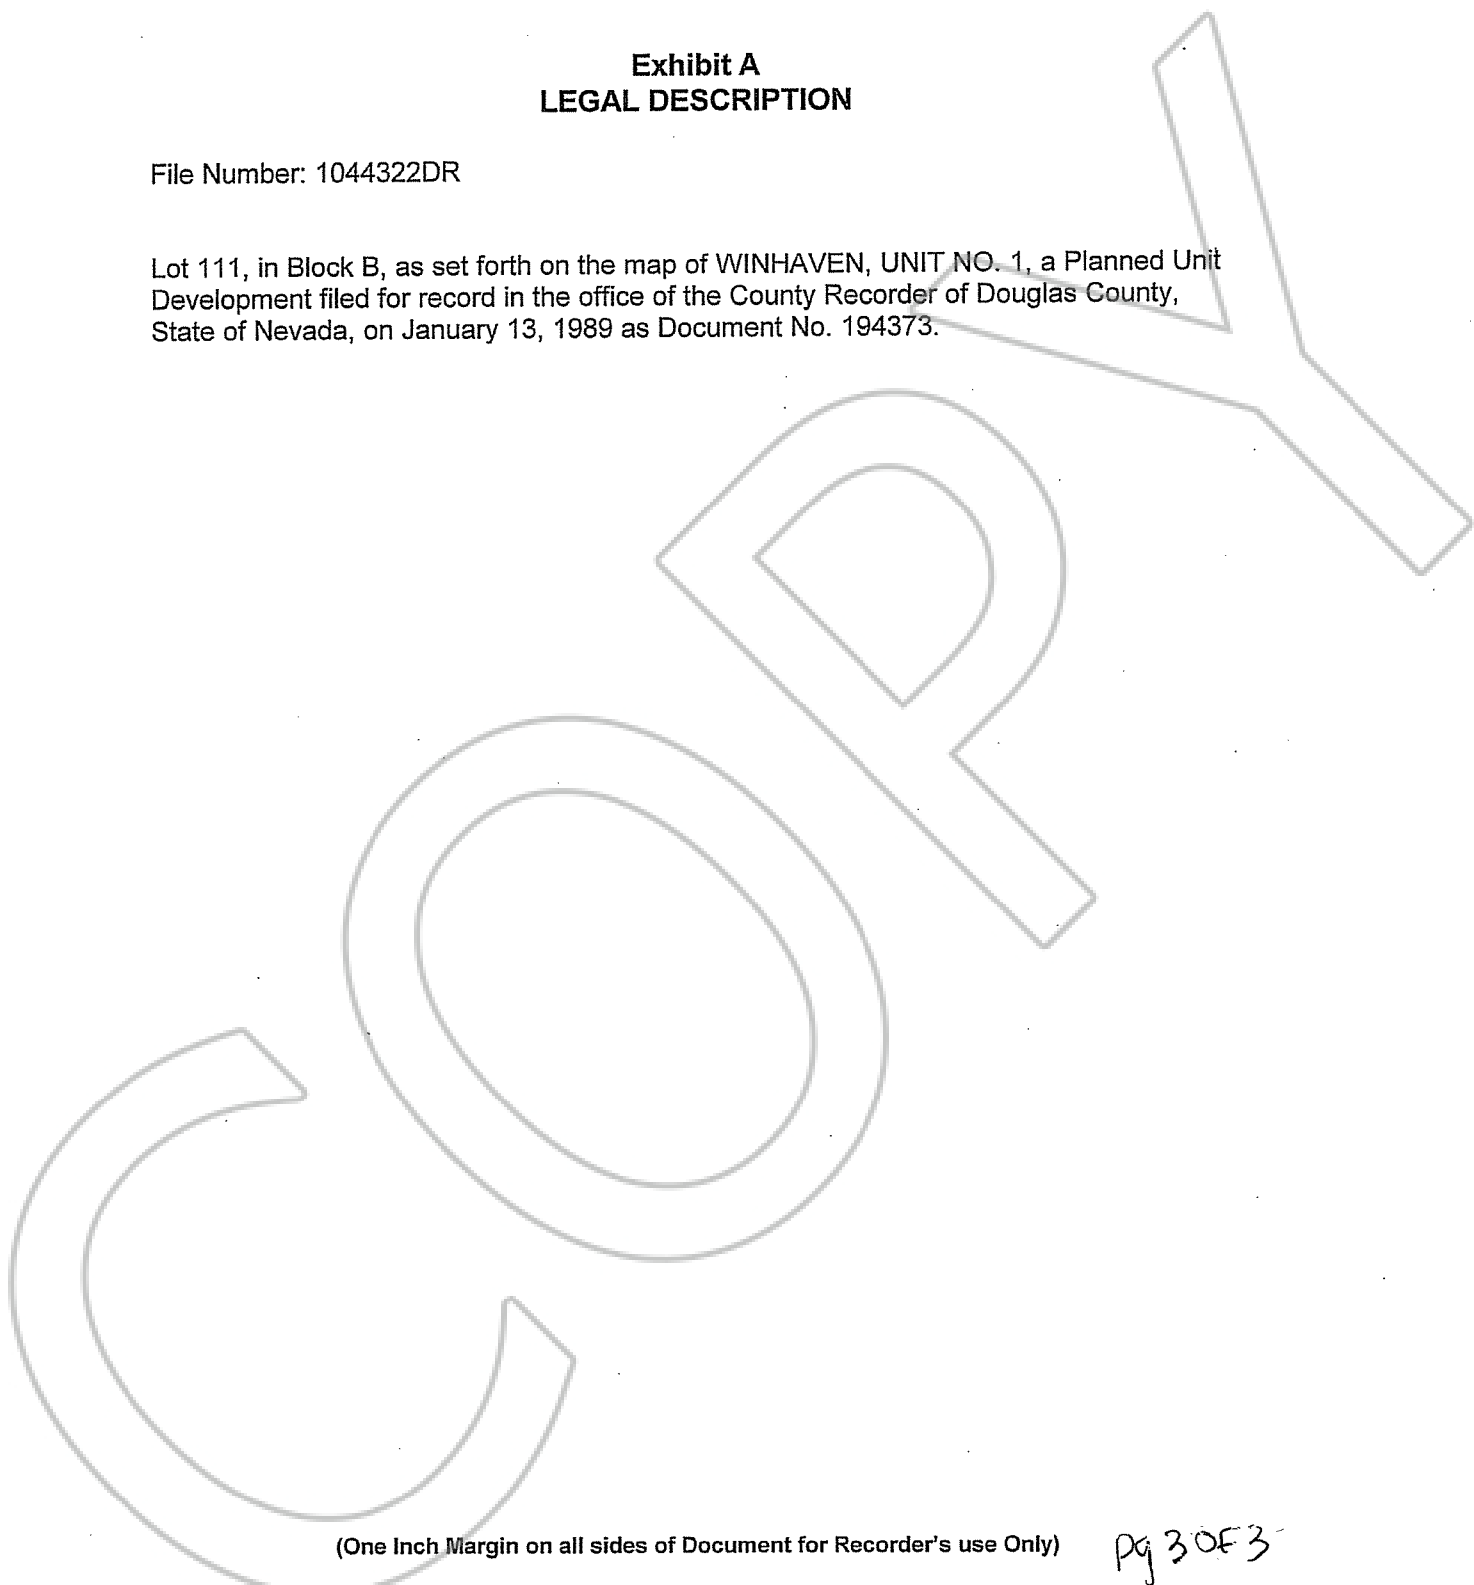 Exhibit A
LEGAL DESCRIPTION
File Number: 1044322DR
Lot 111, in Block B, as set forth on the map of WINHAVEN, UNIT NO. 1, a Planned Unit
Development filed for record in the office of the County Recorder of Douglas County,
State of Nevada, on January 13, 1989 as Document No. 194373.
COPY
(One Inch Margin on all sides of Document for Recorder's use Only)
pg 3 OF 3